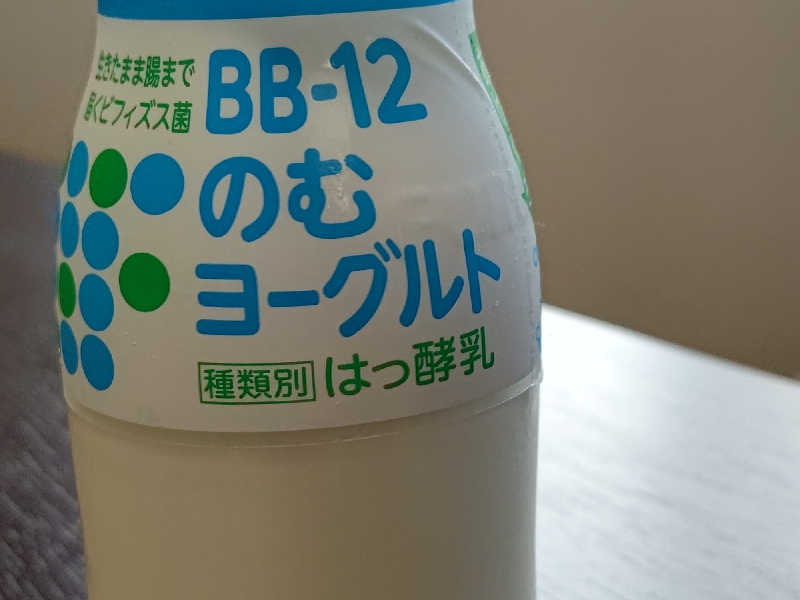 生きたまま腸まで
届くビフィズス菌
BB-12
のむ
ヨーグルト
種類別 はっ酵乳